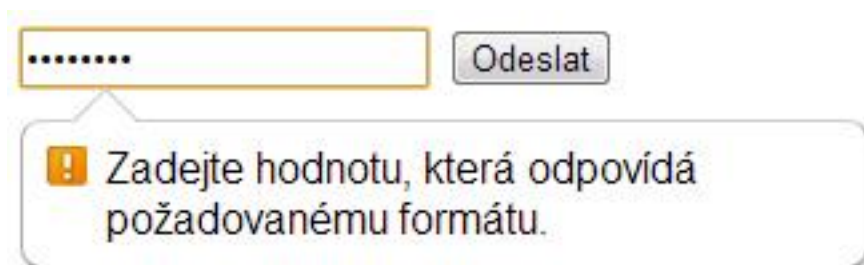 •••••••• Odeslat
Zadejte hodnotu, která odpovídá
požadovanému formátu.